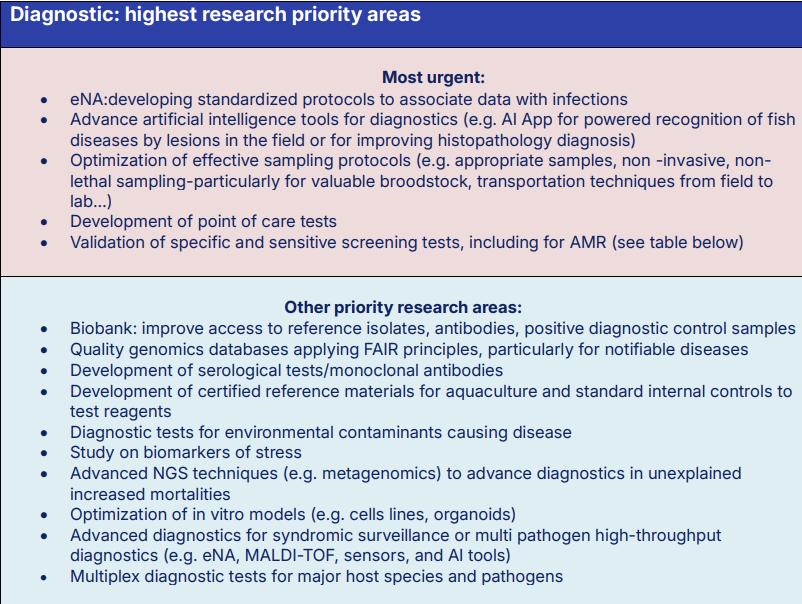 Diagnostic: highest research priority areas
Most urgent:
• eNA:developing standardized protocols to associate data with infections
• Advance artificial intelligence tools for diagnostics (e.g. AI App for powered recognition of fish
diseases by lesions in the field or for improving histopathology diagnosis)
• Optimization of effective sampling protocols (e.g. appropriate samples, non -invasive, non-
lethal sampling-particularly for valuable broodstock, transportation techniques from field to
lab...)
• Development of point of care tests
• Validation of specific and sensitive screening tests, including for AMR (see table below)
Other priority research areas:
• Biobank: improve access to reference isolates, antibodies, positive diagnostic control samples
• Quality genomics databases applying FAIR principles, particularly for notifiable diseases
• Development of serological tests/monoclonal antibodies
• Development of certified reference materials for aquaculture and standard internal controls to
test reagents
• Diagnostic tests for environmental contaminants causing disease
• Study on biomarkers of stress
• Advanced NGS techniques (e.g. metagenomics) to advance diagnostics in unexplained
increased mortalities
• Optimization of in vitro models (e.g. cells lines, organoids)
• Advanced diagnostics for syndromic surveillance or multi pathogen high-throughput
diagnostics (e.g. eNA, MALDI-TOF, sensors, and AI tools)
• Multiplex diagnostic tests for major host species and pathogens